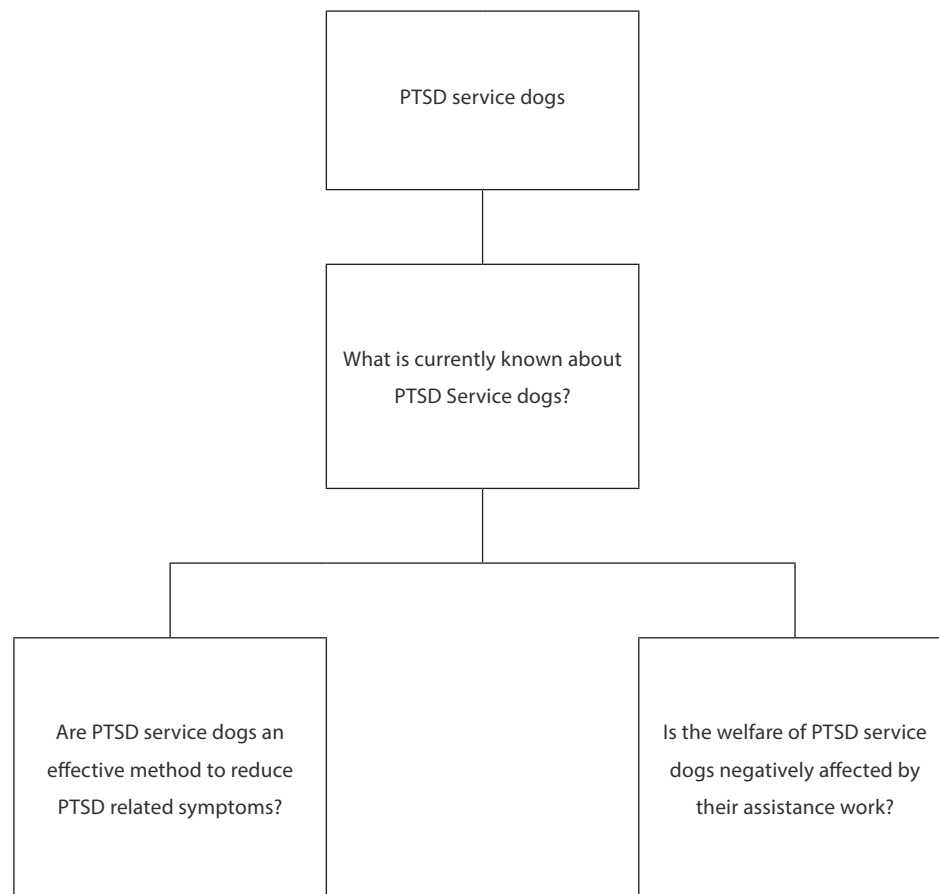 PTSD service dogs
What is currently known about
PTSD Service dogs?
Are PTSD service dogs an
effective method to reduce
PTSD related symptoms?
Is the welfare of PTSD service
dogs negatively affected by
their assistance work?